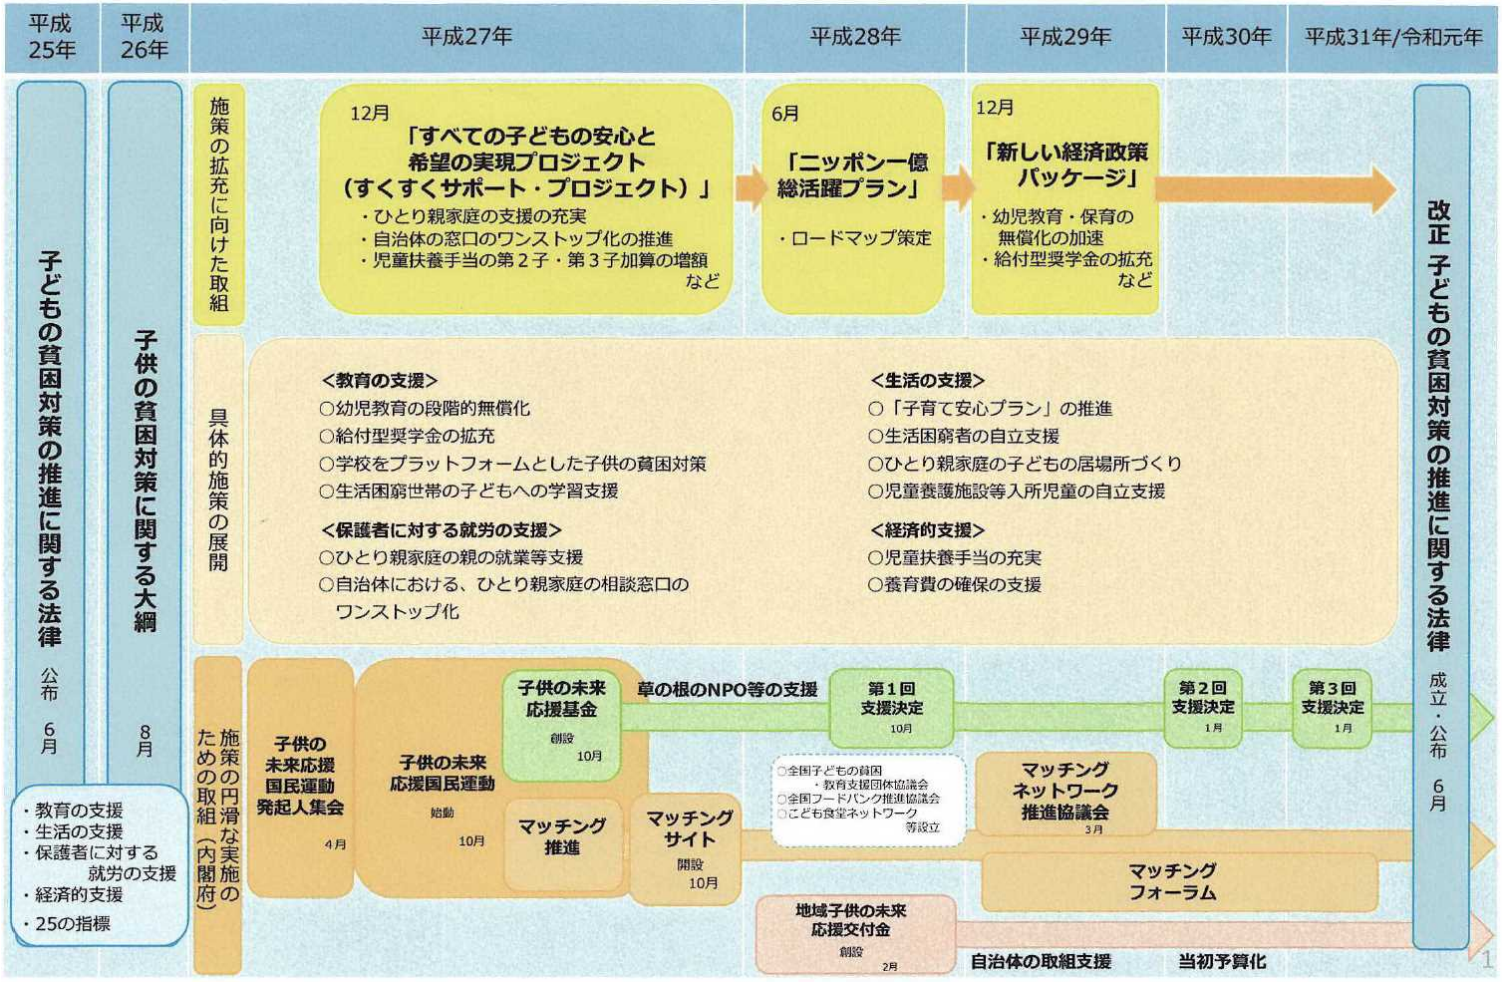 平成
25年
平成
26年
平成27年
平成28年
平成29年
平成30年
平成31年/令和元年
子どもの貧困対策の推進に関する法律 公布 6月
子供の貧困対策に関する大綱 8月
・教育の支援
・生活の支援
・保護者に対する
就労の支援
・経済的支援
・25の指標
施策の拡充に向けた取組
12月
「すべての子どもの安心と
希望の実現プロジェクト
（すくすくサポート・プロジェクト）」
・ひとり親家庭の支援の充実
・自治体の窓口のワンストップ化の推進
・児童扶養手当の第２子・第３子加算の増額
など
6月
「ニッポン一億
総活躍プラン」
・ロードマップ策定
12月
「新しい経済政策
パッケージ」
・幼児教育・保育の
無償化の加速
・給付型奨学金の拡充
など
具体的施策の展開
＜教育の支援＞
○幼児教育の段階的無償化
○給付型奨学金の拡充
○学校をプラットフォームとした子供の貧困対策
○生活困窮世帯の子どもへの学習支援
＜保護者に対する就労の支援＞
○ひとり親家庭の親の就業等支援
○自治体における、ひとり親家庭の相談窓口の
ワンストップ化
＜生活の支援＞
○「子育て安心プラン」の推進
○生活困窮者の自立支援
○ひとり親家庭の子どもの居場所づくり
○児童養護施設等入所児童の自立支援
＜経済的支援＞
○児童扶養手当の充実
○養育費の確保の支援
施策の円滑な実施の
ための取組（内閣府）
子供の
未来応援
国民運動
発起人集会
4月
子供の未来
応援国民運動
始動
10月
子供の未来
応援基金
創設
10月
マッチング
推進
マッチング
サイト
開設
10月
草の根のNPO等の支援
第１回
支援決定
10月
第２回
支援決定
1月
第３回
支援決定
1月
○全国子どもの貧困
・教育支援団体協議会
○全国フードバンク推進協議会
○こども食堂ネットワーク
等設立
マッチング
ネットワーク
推進協議会
3月
マッチング
フォーラム
地域子供の未来
応援交付金
創設
2月
自治体の取組支援
当初予算化
改正 子どもの貧困対策の推進に関する法律 成立・公布 6月
1